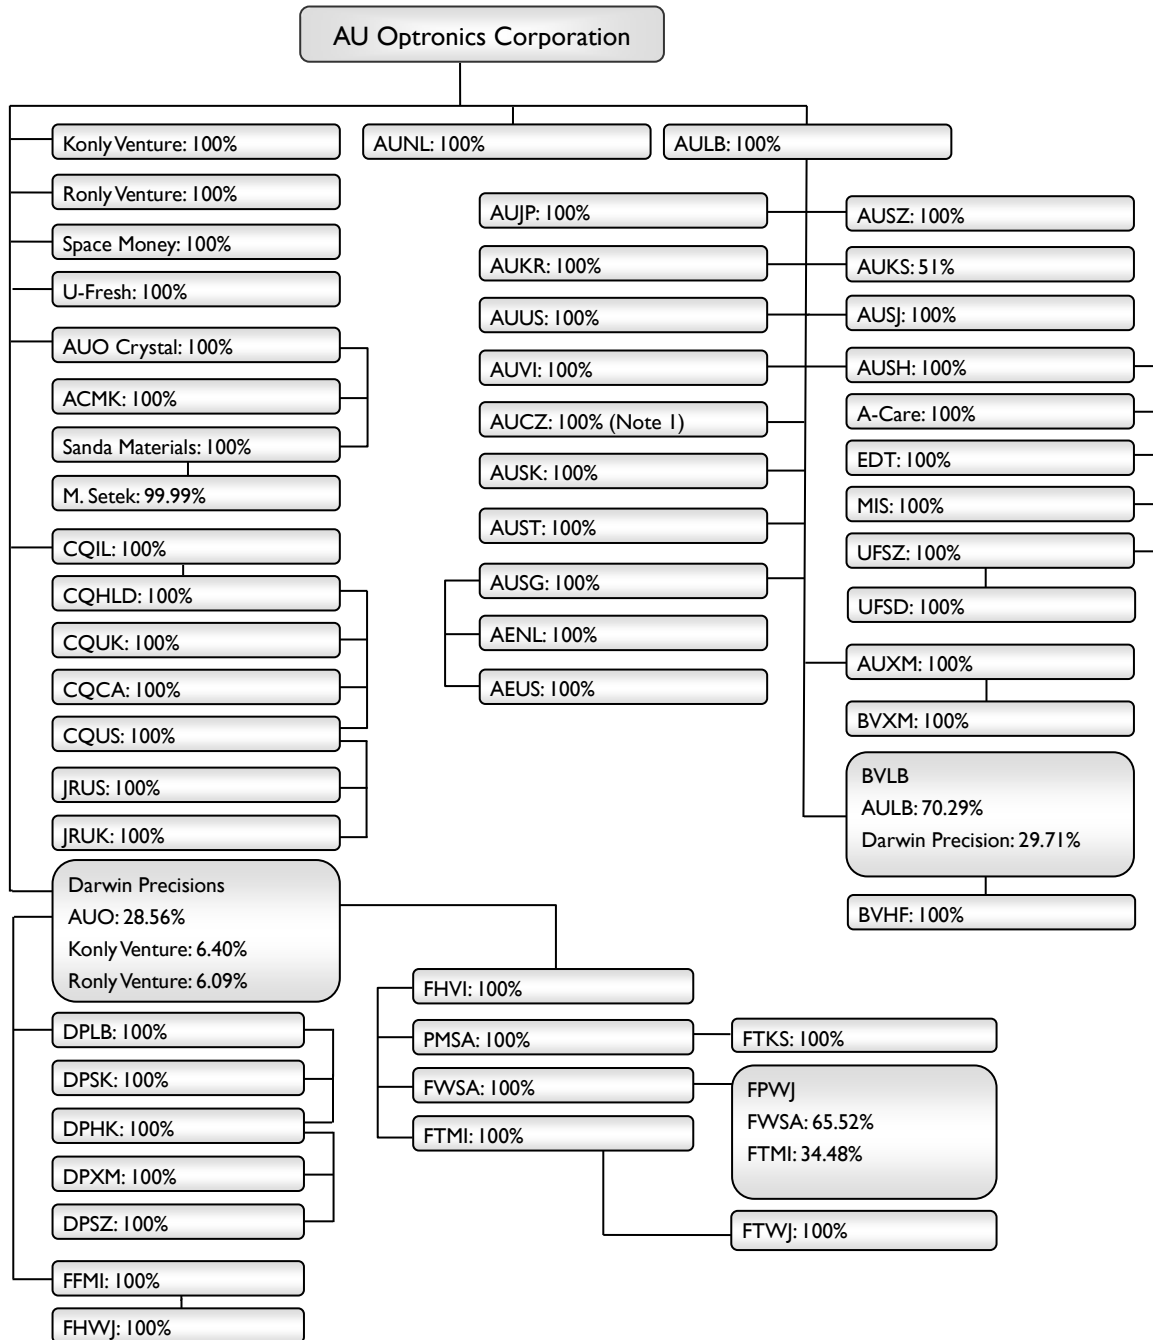 AU Optronics Corporation
Konly Venture: 100%
AUNL: 100%
AULB: 100%
Ronly Venture: 100%
Space Money: 100%
U-Fresh: 100%
AUO Crystal: 100%
ACMK: 100%
Sanda Materials: 100%
M. Setek: 99.99%
CQIL: 100%
CQHLD: 100%
CQUK: 100%
CQCA: 100%
CQUS: 100%
JRUS: 100%
JRUK: 100%
AUJP: 100%
AUKR: 100%
AUUS: 100%
AUVI: 100%
AUCZ: 100% (Note 1)
AUSK: 100%
AUST: 100%
AUSG: 100%
AENL: 100%
AEUS: 100%
AUSZ: 100%
AUKS: 51%
AUSJ: 100%
AUSH: 100%
A-Care: 100%
EDT: 100%
MIS: 100%
UFSZ: 100%
UFSD: 100%
AUXM: 100%
BVXM: 100%
BVLB
AULB: 70.29%
Darwin Precision: 29.71%
BVHF: 100%
Darwin Precisions
AUO: 28.56%
Konly Venture: 6.40%
Ronly Venture: 6.09%
DPLB: 100%
DPSK: 100%
DPHK: 100%
DPXM: 100%
DPSZ: 100%
FFMI: 100%
FHWJ: 100%
FHVI: 100%
PMSA: 100%
FWSA: 100%
FTMI: 100%
FTKS: 100%
FPWJ
FWSA: 65.52%
FTMI: 34.48%
FTWJ: 100%